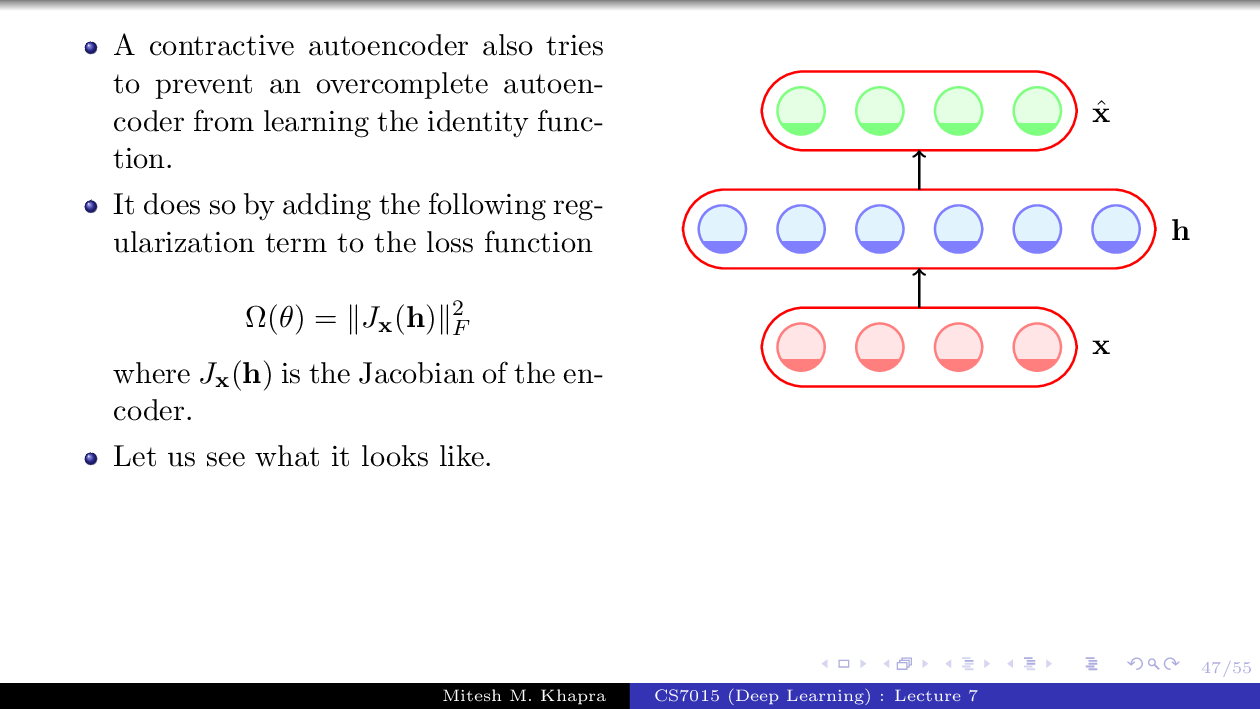 A contractive autoencoder also tries
to prevent an overcomplete autoen-
coder from learning the identity func-
tion.
It does so by adding the following reg-
ularization term to the loss function
Ω(θ) = ‖J_𝐱(𝐡)‖²_F
where J_𝐱(𝐡) is the Jacobian of the en-
coder.
Let us see what it looks like.
x̂
h
x
47/55
Mitesh M. Khapra
CS7015 (Deep Learning) : Lecture 7